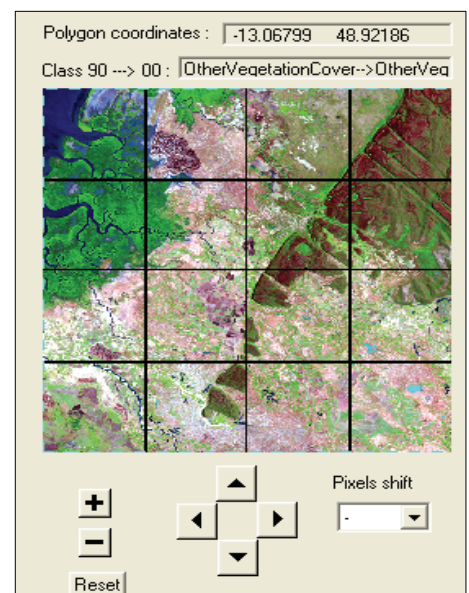 Polygon coordinates : -13.06799 48.92186
Class 90 ---> 00 : OtherVegetationCover-->OtherVeg
Pixels shift
+
-
−
Reset